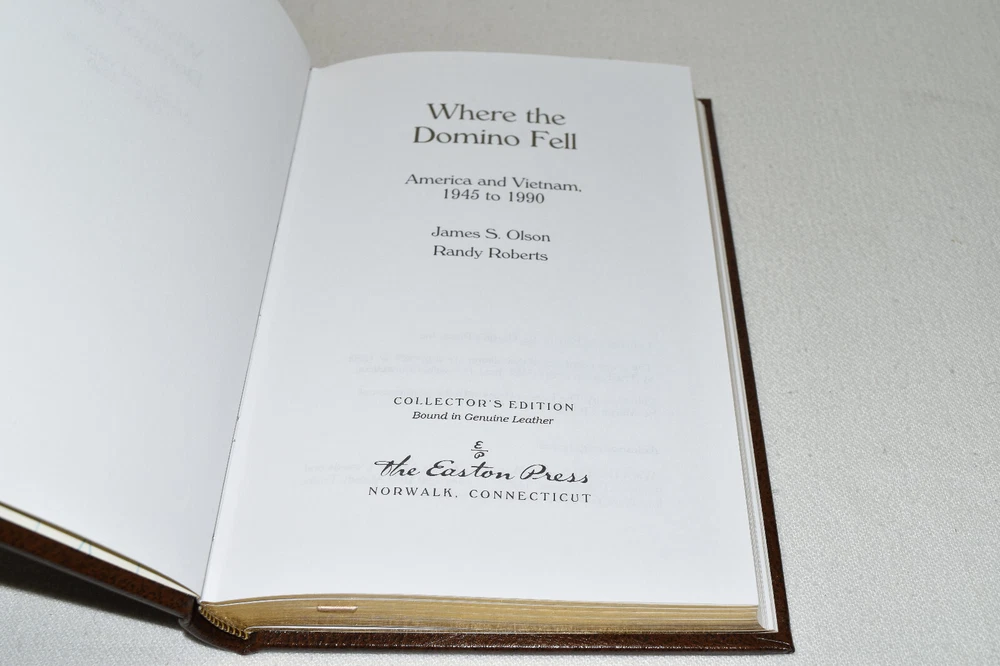 Where the
Domino Fell
America and Vietnam,
1945 to 1990
James S. Olson
Randy Roberts
COLLECTOR'S EDITION
Bound in Genuine Leather
E
P
The Easton Press
NORWALK, CONNECTICUT